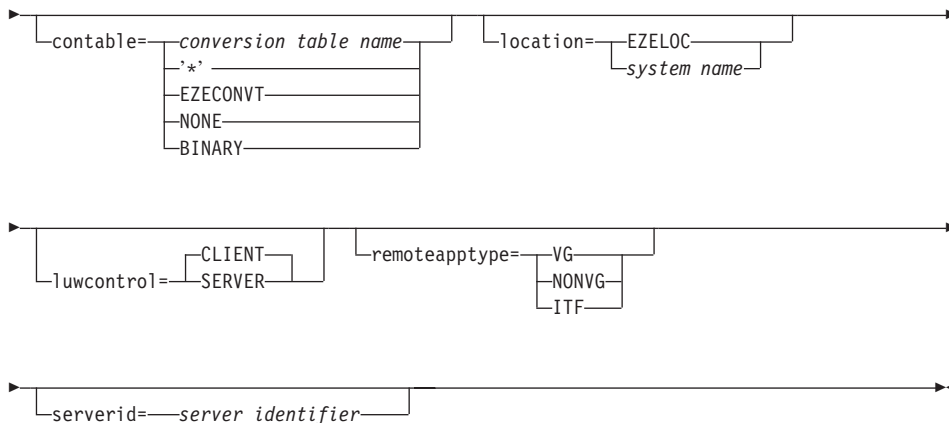 contable= conversion table name
’*’
EZECONVT
NONE
BINARY
location= EZELOC
system name
luwcontrol= CLIENT
SERVER
remoteapptype= VG
NONVG
ITF
serverid= server identifier